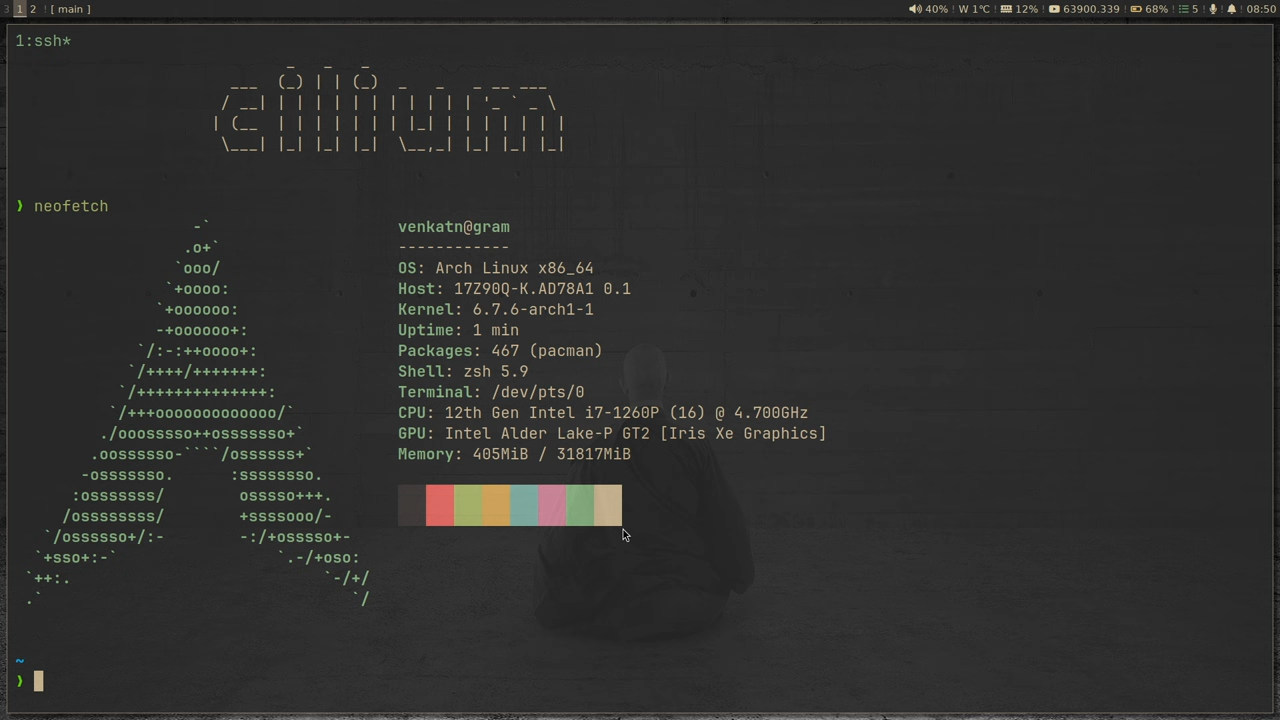 3 1 2 ¦ [ main ] 40% ¦ W 1°C ¦ 12% ¦ 63900.339 ¦ 68% ¦ 5 ¦ ¦ ¦ 08:50
1:ssh*
cilium
❯ neofetch
venkatn@gram
------------
OS: Arch Linux x86_64
Host: 17Z90Q-K.AD78A1 0.1
Kernel: 6.7.6-arch1-1
Uptime: 1 min
Packages: 467 (pacman)
Shell: zsh 5.9
Terminal: /dev/pts/0
CPU: 12th Gen Intel i7-1260P (16) @ 4.700GHz
GPU: Intel Alder Lake-P GT2 [Iris Xe Graphics]
Memory: 405MiB / 31817MiB
~
❯